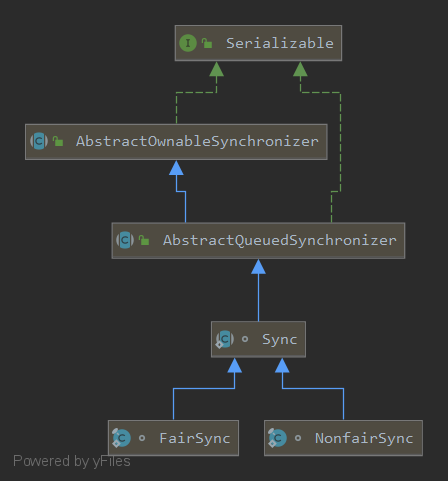 Serializable
AbstractOwnableSynchronizer
AbstractQueuedSynchronizer
Sync
FairSync
NonfairSync
Powered by yFiles